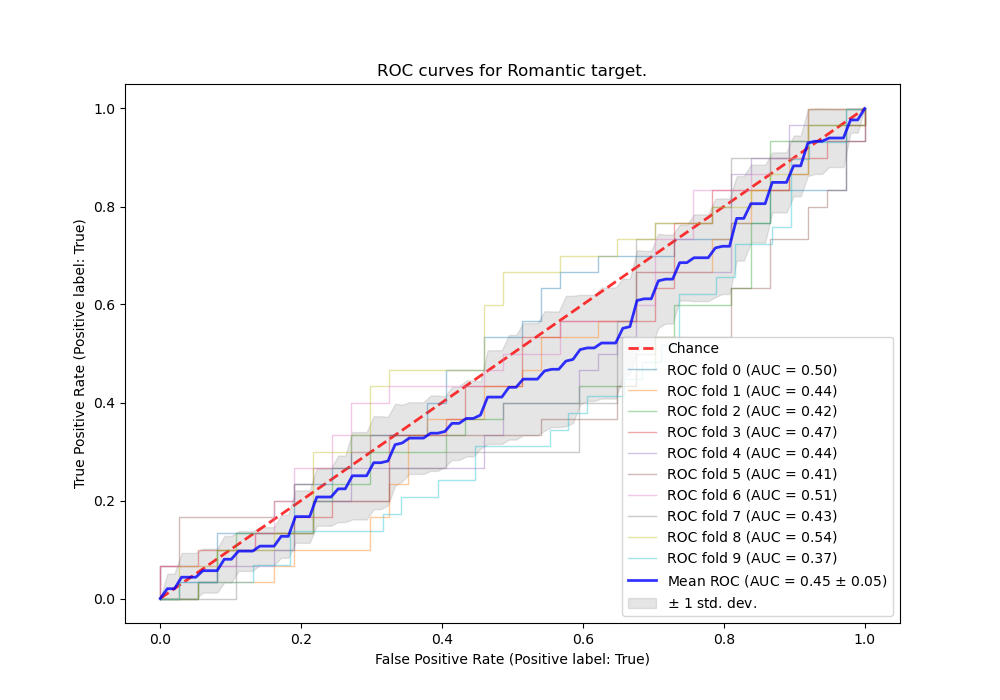 ROC curves for Romantic target.
True Positive Rate (Positive label: True)
1.0
0.8
0.6
0.4
0.2
0.0
Chance
ROC fold 0 (AUC = 0.50)
ROC fold 1 (AUC = 0.44)
ROC fold 2 (AUC = 0.42)
ROC fold 3 (AUC = 0.47)
ROC fold 4 (AUC = 0.44)
ROC fold 5 (AUC = 0.41)
ROC fold 6 (AUC = 0.51)
ROC fold 7 (AUC = 0.43)
ROC fold 8 (AUC = 0.54)
ROC fold 9 (AUC = 0.37)
Mean ROC (AUC = 0.45 ± 0.05)
± 1 std. dev.
0.0 0.2 0.4 0.6 0.8 1.0
False Positive Rate (Positive label: True)